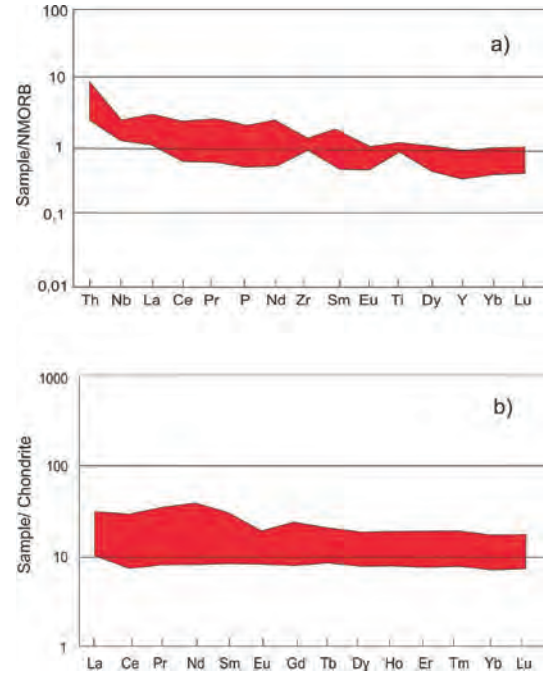 a)
Sample/NMORB
100
10
1
0,1
0,01
Th Nb La Ce Pr P Nd Zr Sm Eu Ti Dy Y Yb Lu
b)
Sample/ Chondrite
1000
100
10
1
La Ce Pr Nd Sm Eu Gd Tb Dy Ho Er Tm Yb Lu